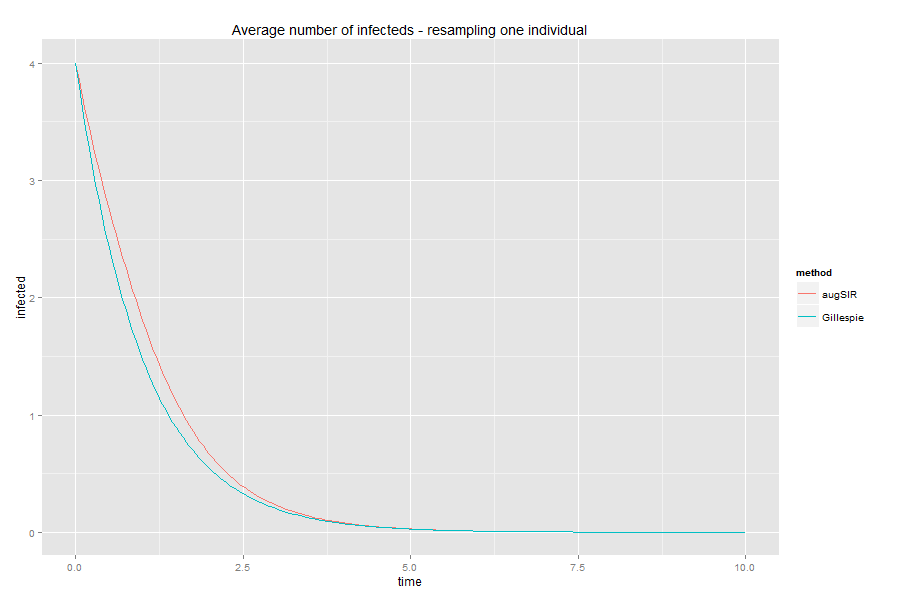 Average number of infecteds - resampling one individual
4
3
2
1
0
infected
0.0 2.5 5.0 7.5 10.0
time
method
augSIR
Gillespie